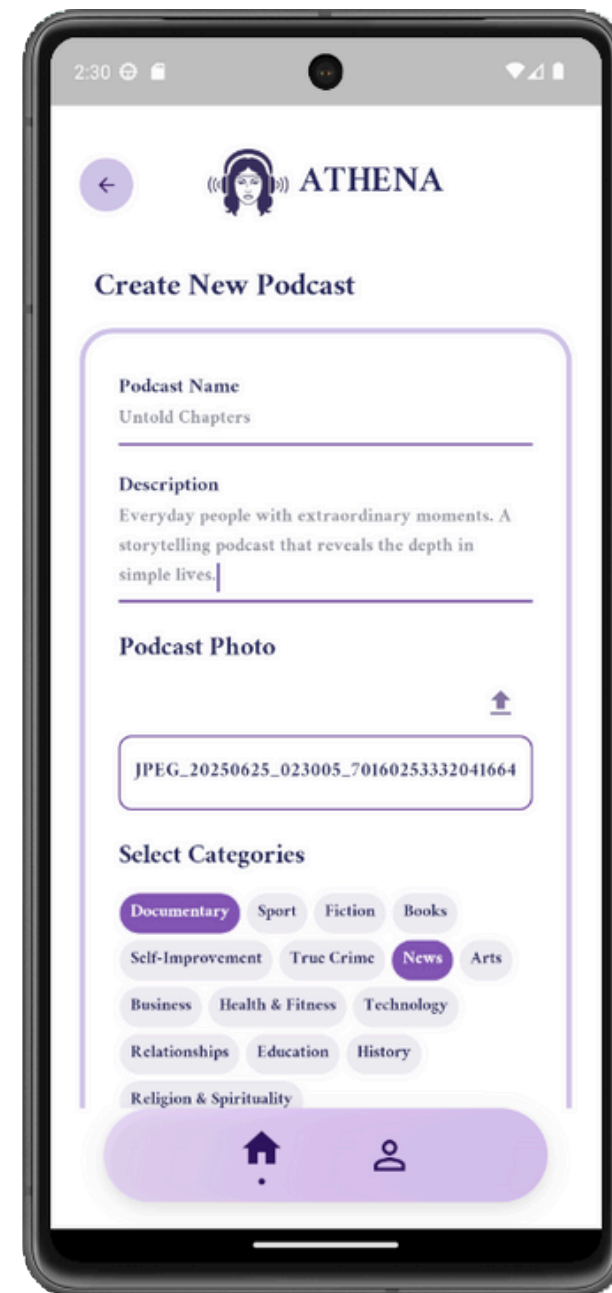 2:30
ATHENA
Create New Podcast
Podcast Name
Untold Chapters
Description
Everyday people with extraordinary moments. A
storytelling podcast that reveals the depth in
simple lives.
Podcast Photo
JPEG_20250625_023005_70160253332041664
Select Categories
Documentary Sport Fiction Books
Self-Improvement True Crime News Arts
Business Health & Fitness Technology
Relationships Education History
Religion & Spirituality